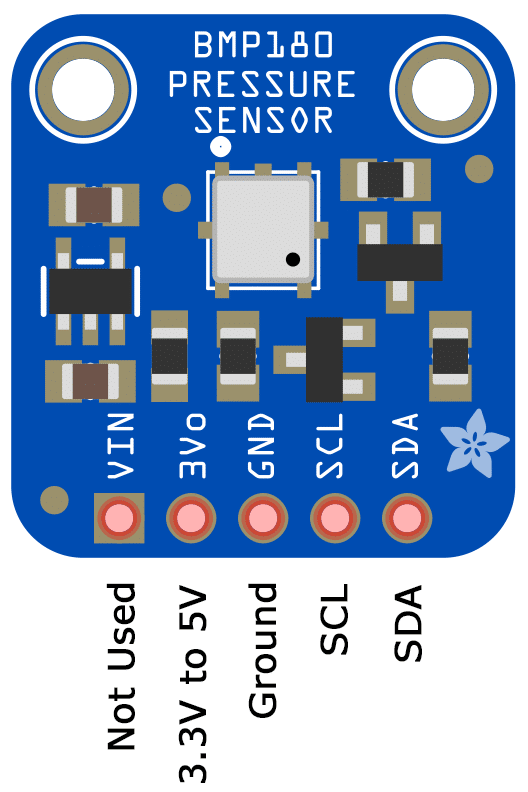 BMP180
PRESSURE
SENSOR
VIN
3VO
GND
SCL
SDA
Not Used
3.3V to 5V
Ground
SCL
SDA